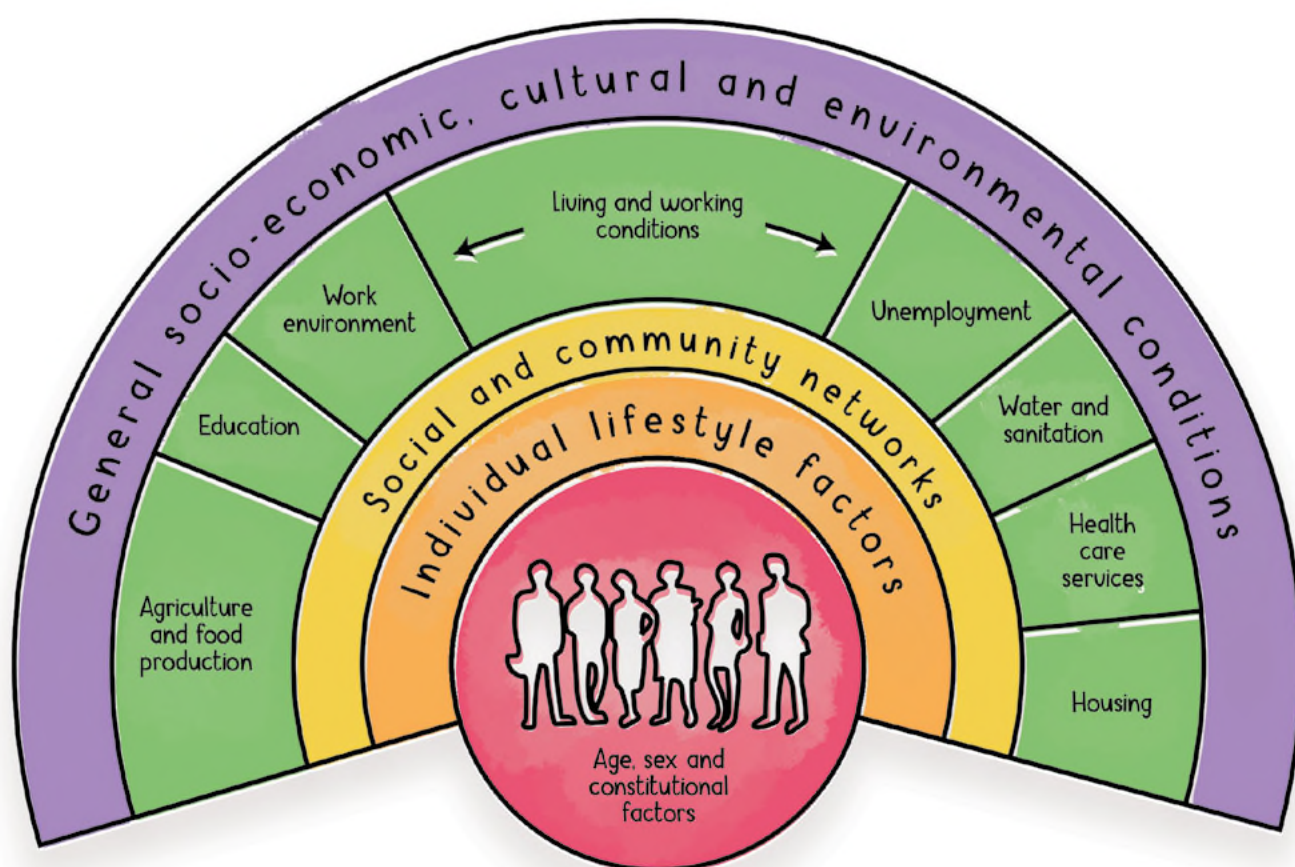 General socio-economic, cultural and environmental conditions
Living and working
conditions
Work
environment
Unemployment
Education
Water and
sanitation
Agriculture
and food
production
Health
care
services
Housing
Social and community networks
Individual lifestyle factors
Age, sex and
constitutional
factors